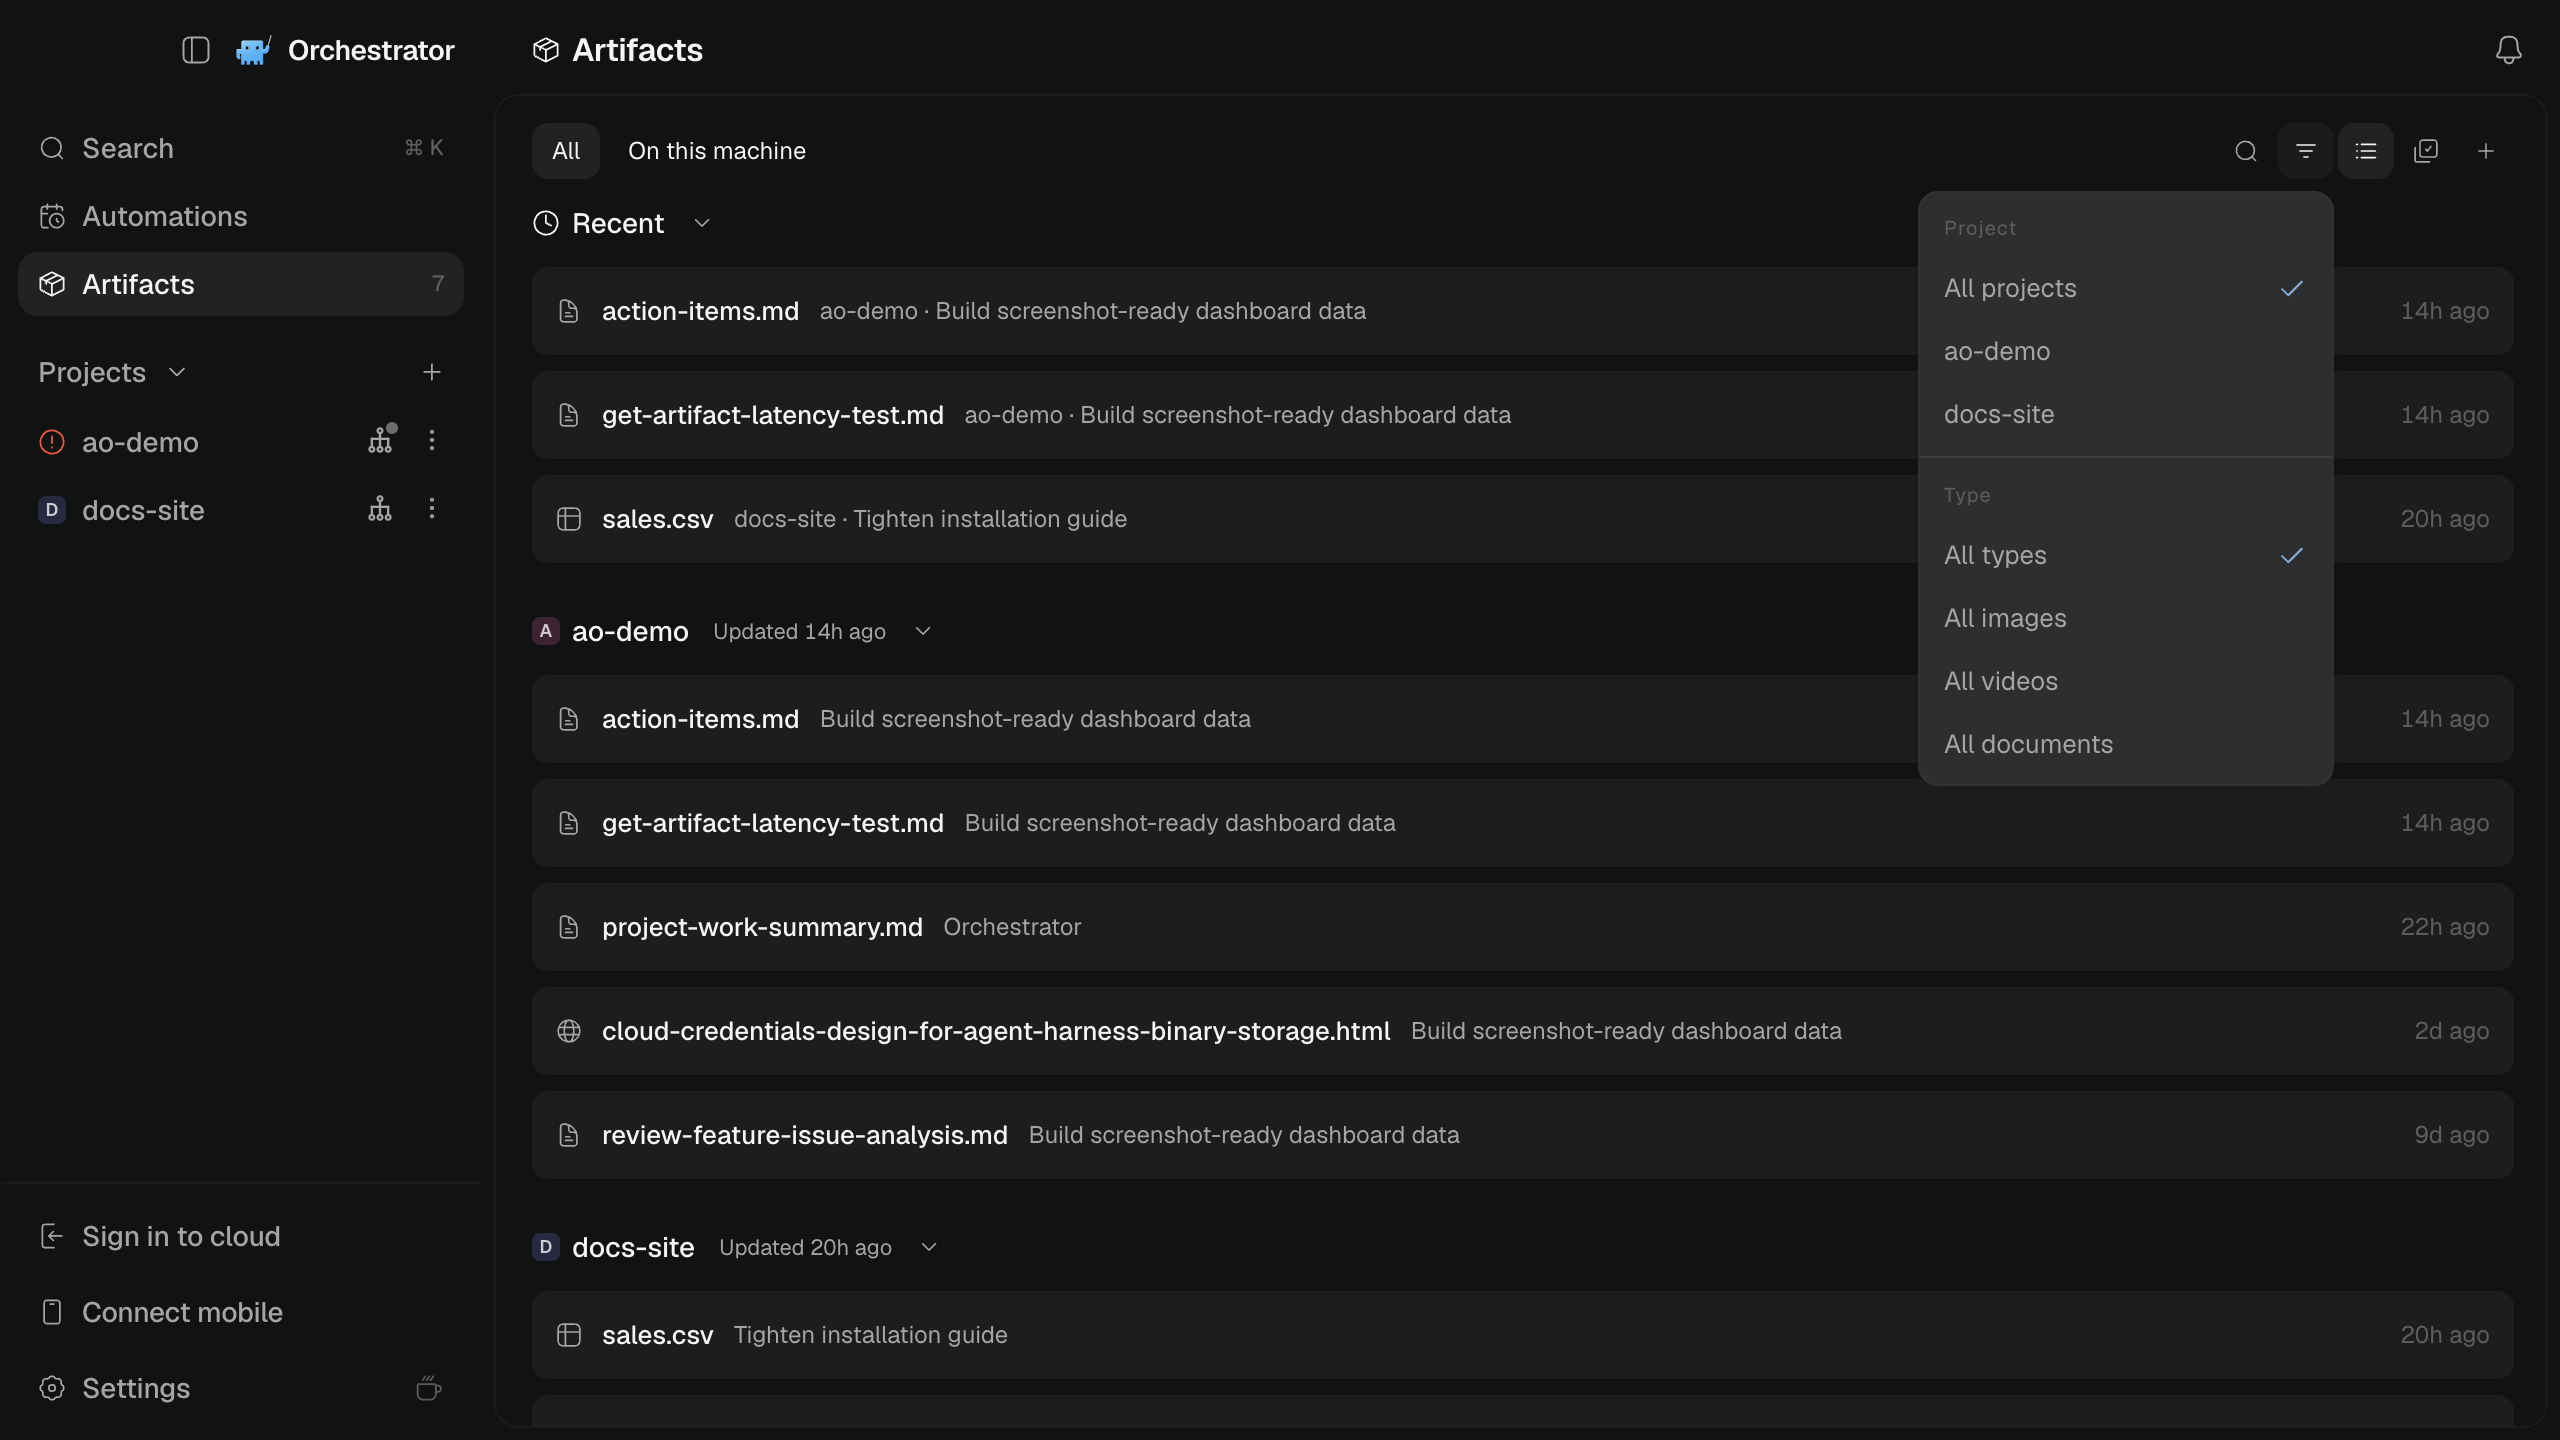 Orchestrator
Artifacts
Search ⌘ K
Automations
Artifacts 7
Projects
ao-demo
D docs-site
Sign in to cloud
Connect mobile
Settings
All On this machine
Recent
action-items.md ao-demo · Build screenshot-ready dashboard data 14h ago
get-artifact-latency-test.md ao-demo · Build screenshot-ready dashboard data 14h ago
sales.csv docs-site · Tighten installation guide 20h ago
A ao-demo Updated 14h ago
action-items.md Build screenshot-ready dashboard data 14h ago
get-artifact-latency-test.md Build screenshot-ready dashboard data 14h ago
project-work-summary.md Orchestrator 22h ago
cloud-credentials-design-for-agent-harness-binary-storage.html Build screenshot-ready dashboard data 2d ago
review-feature-issue-analysis.md Build screenshot-ready dashboard data 9d ago
D docs-site Updated 20h ago
sales.csv Tighten installation guide 20h ago
Project
All projects
ao-demo
docs-site
Type
All types
All images
All videos
All documents